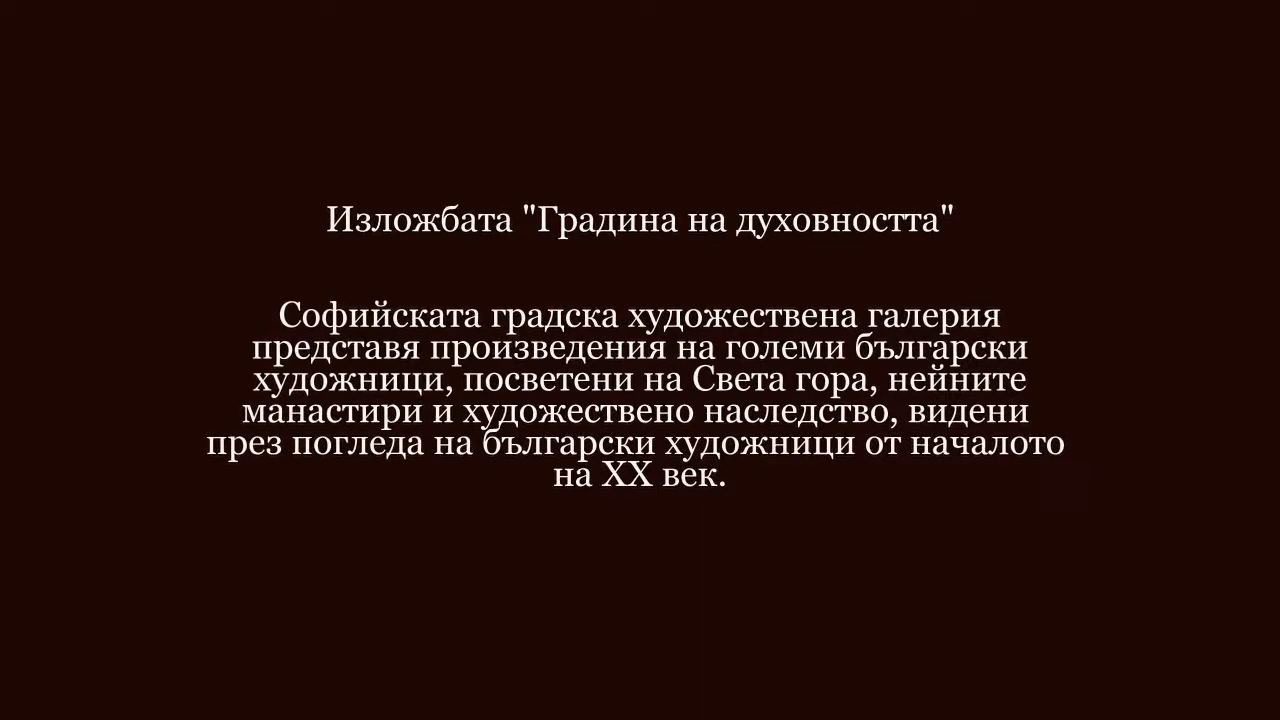 Изложбата "Градина на духовността"
Софийската градска художествена галерия
представя произведения на големи български
художници, посветени на Света гора, нейните
манастири и художествено наследство, видени
през погледа на български художници от началото
на XX век.